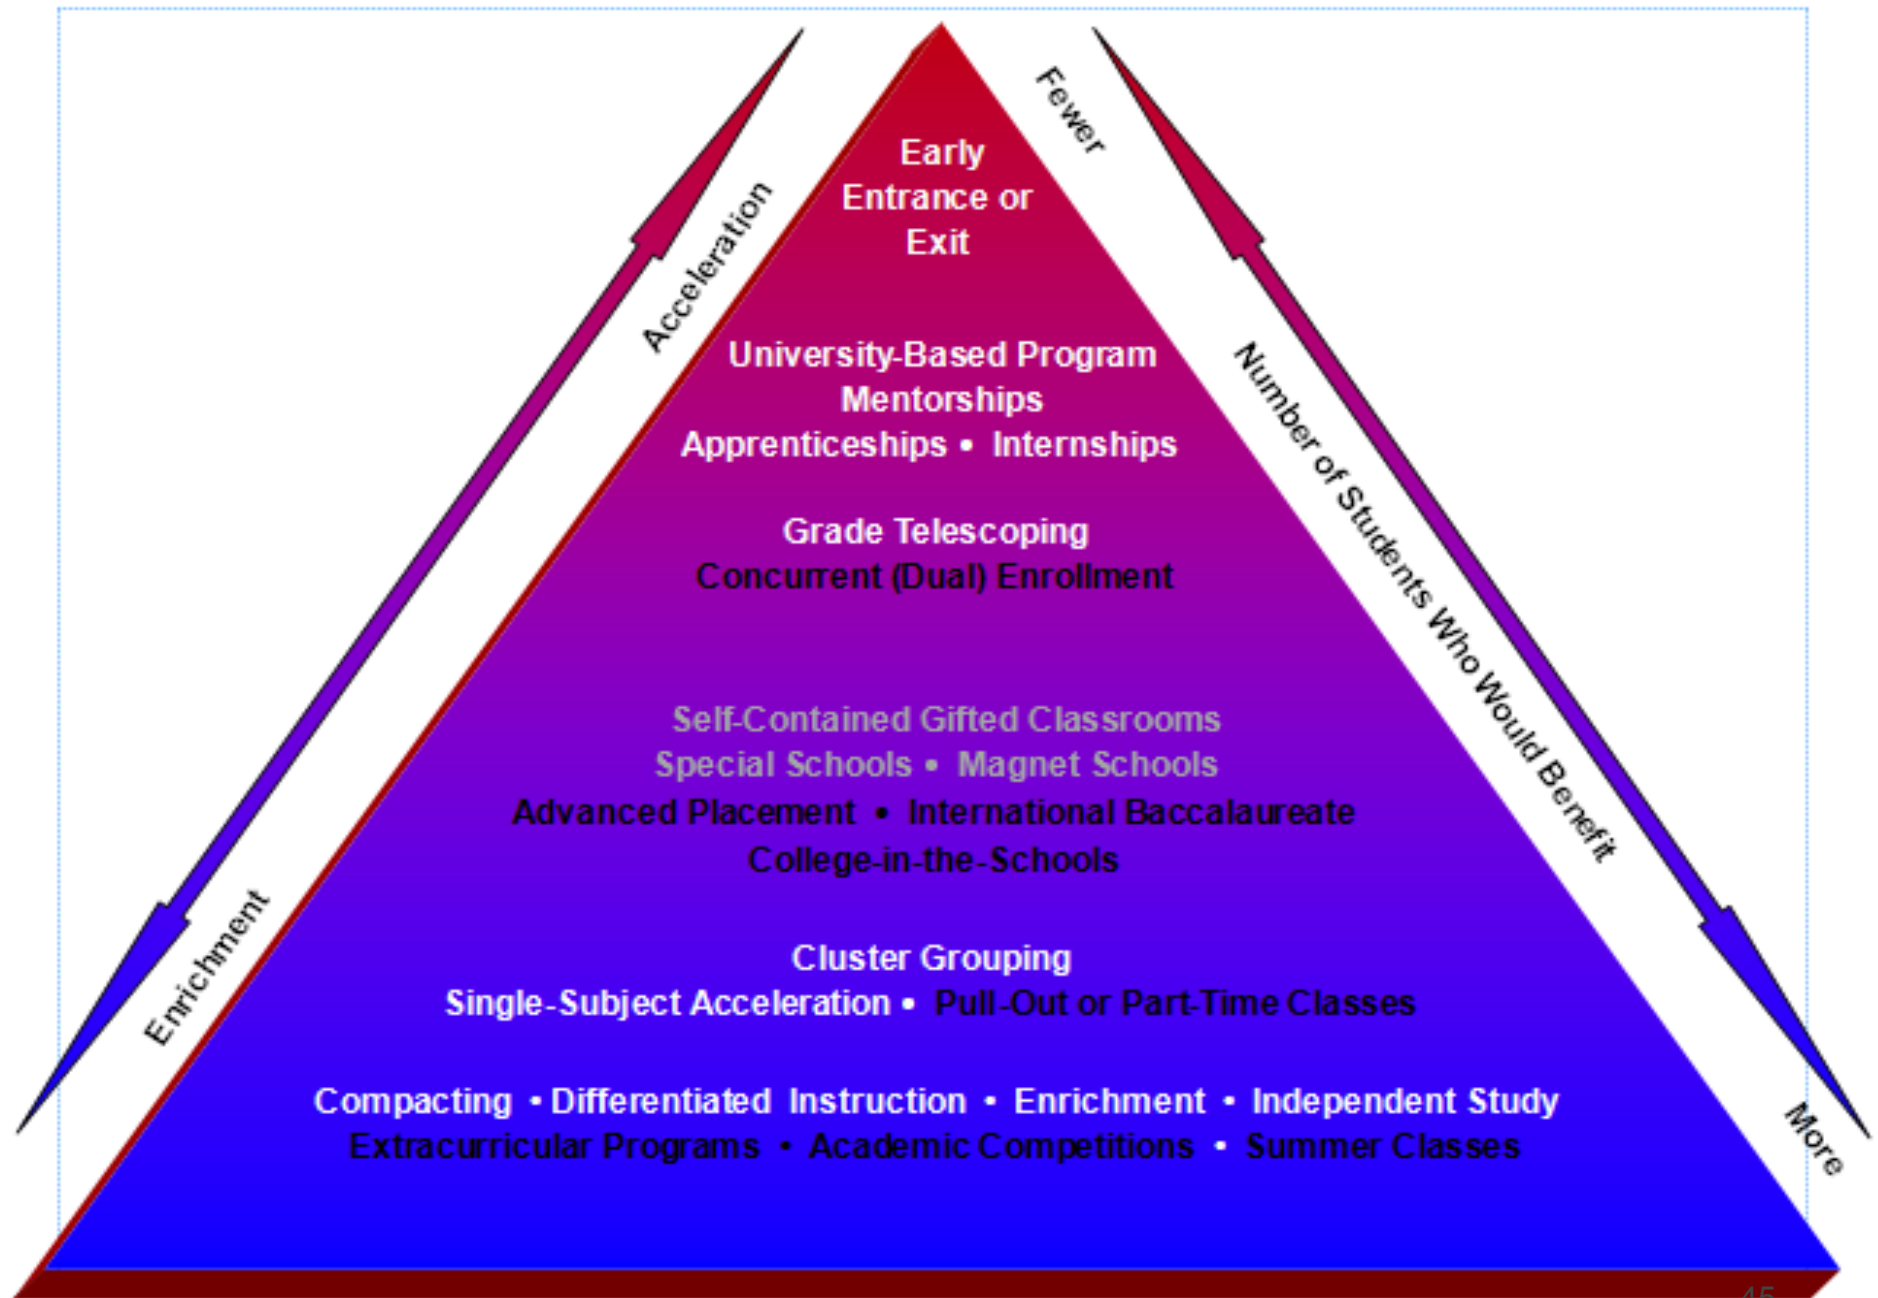 Early
Entrance or
Exit
University-Based Program
Mentorships
Apprenticeships • Internships
Grade Telescoping
Concurrent (Dual) Enrollment
Self-Contained Gifted Classrooms
Special Schools • Magnet Schools
Advanced Placement • International Baccalaureate
College-in-the-Schools
Cluster Grouping
Single-Subject Acceleration • Pull-Out or Part-Time Classes
Compacting • Differentiated Instruction • Enrichment • Independent Study
Extracurricular Programs • Academic Competitions • Summer Classes
Acceleration
Enrichment
Fewer
Number of Students Who Would Benefit
More